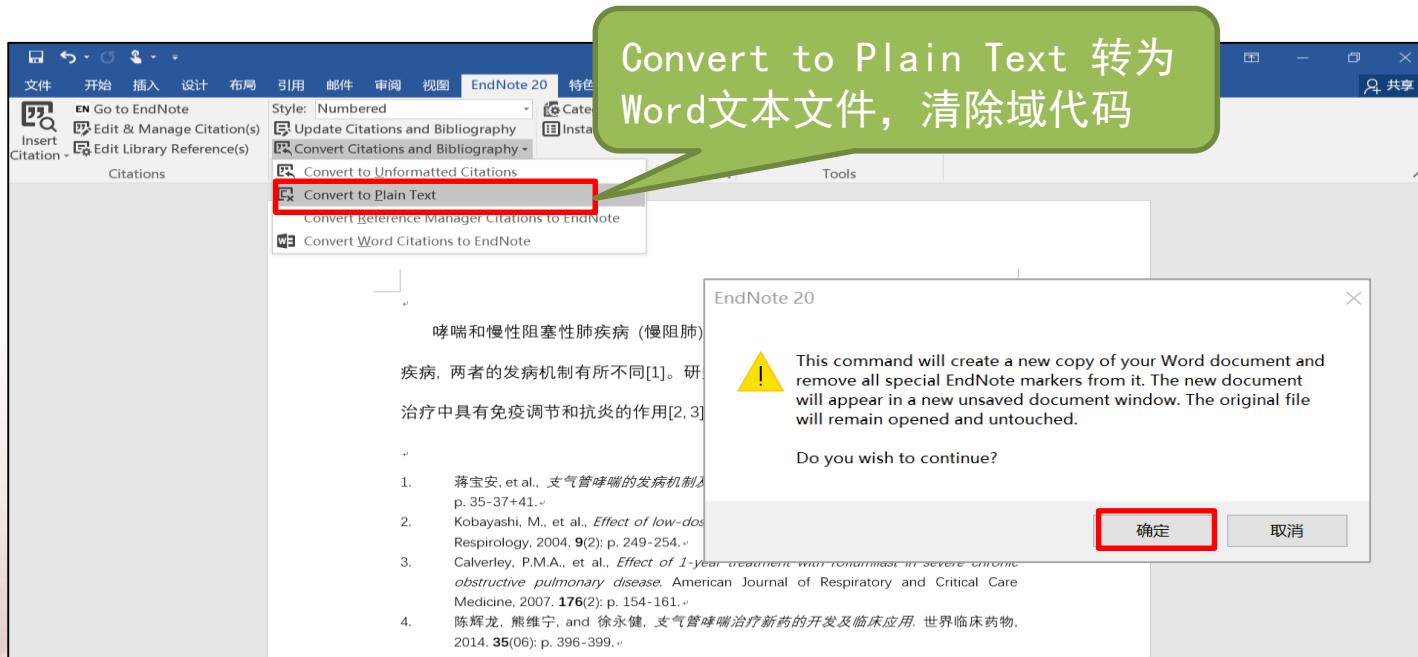 Convert to Plain Text 转为
Word文本文件，清除域代码
文件 开始 插入 设计 布局 引用 邮件 审阅 视图 EndNote 20 特色
共享
Insert
Citation
EN Go to EndNote
Edit & Manage Citation(s)
Edit Library Reference(s)
Citations
Style: Numbered
Update Citations and Bibliography
Convert Citations and Bibliography
Tools
Convert to Unformatted Citations
Convert to Plain Text
Convert Reference Manager Citations to EndNote
Convert Word Citations to EndNote
哮喘和慢性阻塞性肺疾病 (慢阻肺)
疾病, 两者的发病机制有所不同[1]。研
治疗中具有免疫调节和抗炎的作用[2, 3]
1. 蒋宝安, et al., 支气管哮喘的发病机制及
p. 35-37+41.
2. Kobayashi, M., et al., Effect of low-dos
Respirology, 2004. 9(2): p. 249-254.
3. Calverley, P.M.A., et al., Effect of 1-year treatment with roflumilast in severe chronic
obstructive pulmonary disease. American Journal of Respiratory and Critical Care
Medicine, 2007. 176(2): p. 154-161.
4. 陈辉龙, 熊维宁, and 徐永健, 支气管哮喘治疗新药的开发及临床应用. 世界临床药物,
2014. 35(06): p. 396-399.
EndNote 20
This command will create a new copy of your Word document and
remove all special EndNote markers from it. The new document
will appear in a new unsaved document window. The original file
will remain opened and untouched.
Do you wish to continue?
确定 取消